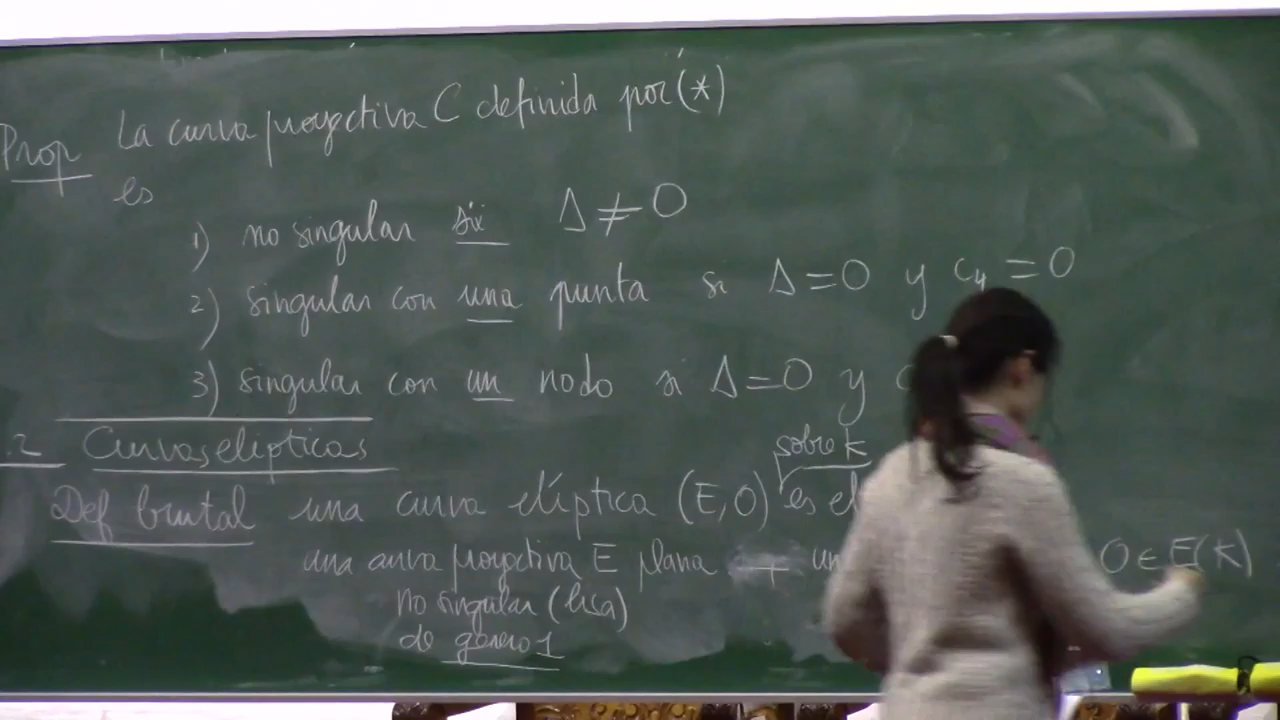 Prop La curva proyectiva C definida por (*)
es
1) no singular sii Δ ≠ 0
2) singular con una punta si Δ = 0 y c₄ = 0
3) singular con un nodo si Δ = 0 y
.2 Curvas elípticas
sobre k
Def brutal una curva elíptica (E, O) es el
una curva proyectiva E plana + un O ∈ E(K)
no singular (lisa)
de género 1